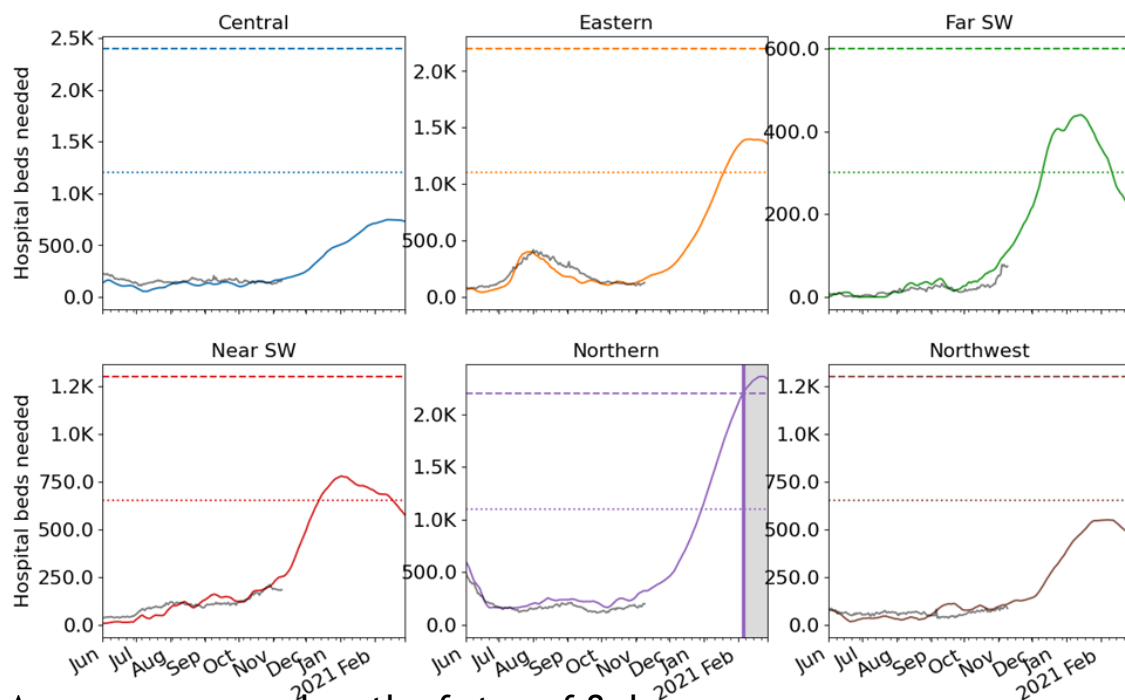 Central
Eastern
Far SW
Hospital beds needed
2.5K
2.0K
1.5K
1.0K
500.0
0.0
2.0K
1.5K
1.0K
500.0
0.0
600.0
400.0
200.0
0.0
Near SW
Northern
Northwest
Hospital beds needed
1.2K
1.0K
750.0
500.0
250.0
0.0
2.0K
1.5K
1.0K
500.0
0.0
1.2K
1.0K
750.0
500.0
250.0
0.0
Jun Jul Aug Sep Oct Nov Dec Jan 2021 Feb
Jun Jul Aug Sep Oct Nov Dec Jan 2021 Feb
Jun Jul Aug Sep Oct Nov Dec Jan 2021 Feb